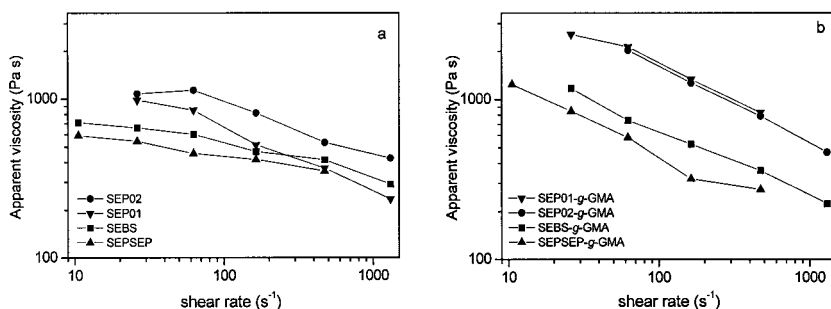 a
Apparent viscosity (Pa s)
1000
100
SEP02
SEP01
SEBS
SEPSEP
10
100
1000
shear rate (s⁻¹)
b
Apparent viscosity (Pa s)
1000
100
SEP01-g-GMA
SEP02-g-GMA
SEBS-g-GMA
SEPSEP-g-GMA
10
100
1000
shear rate (s⁻¹)